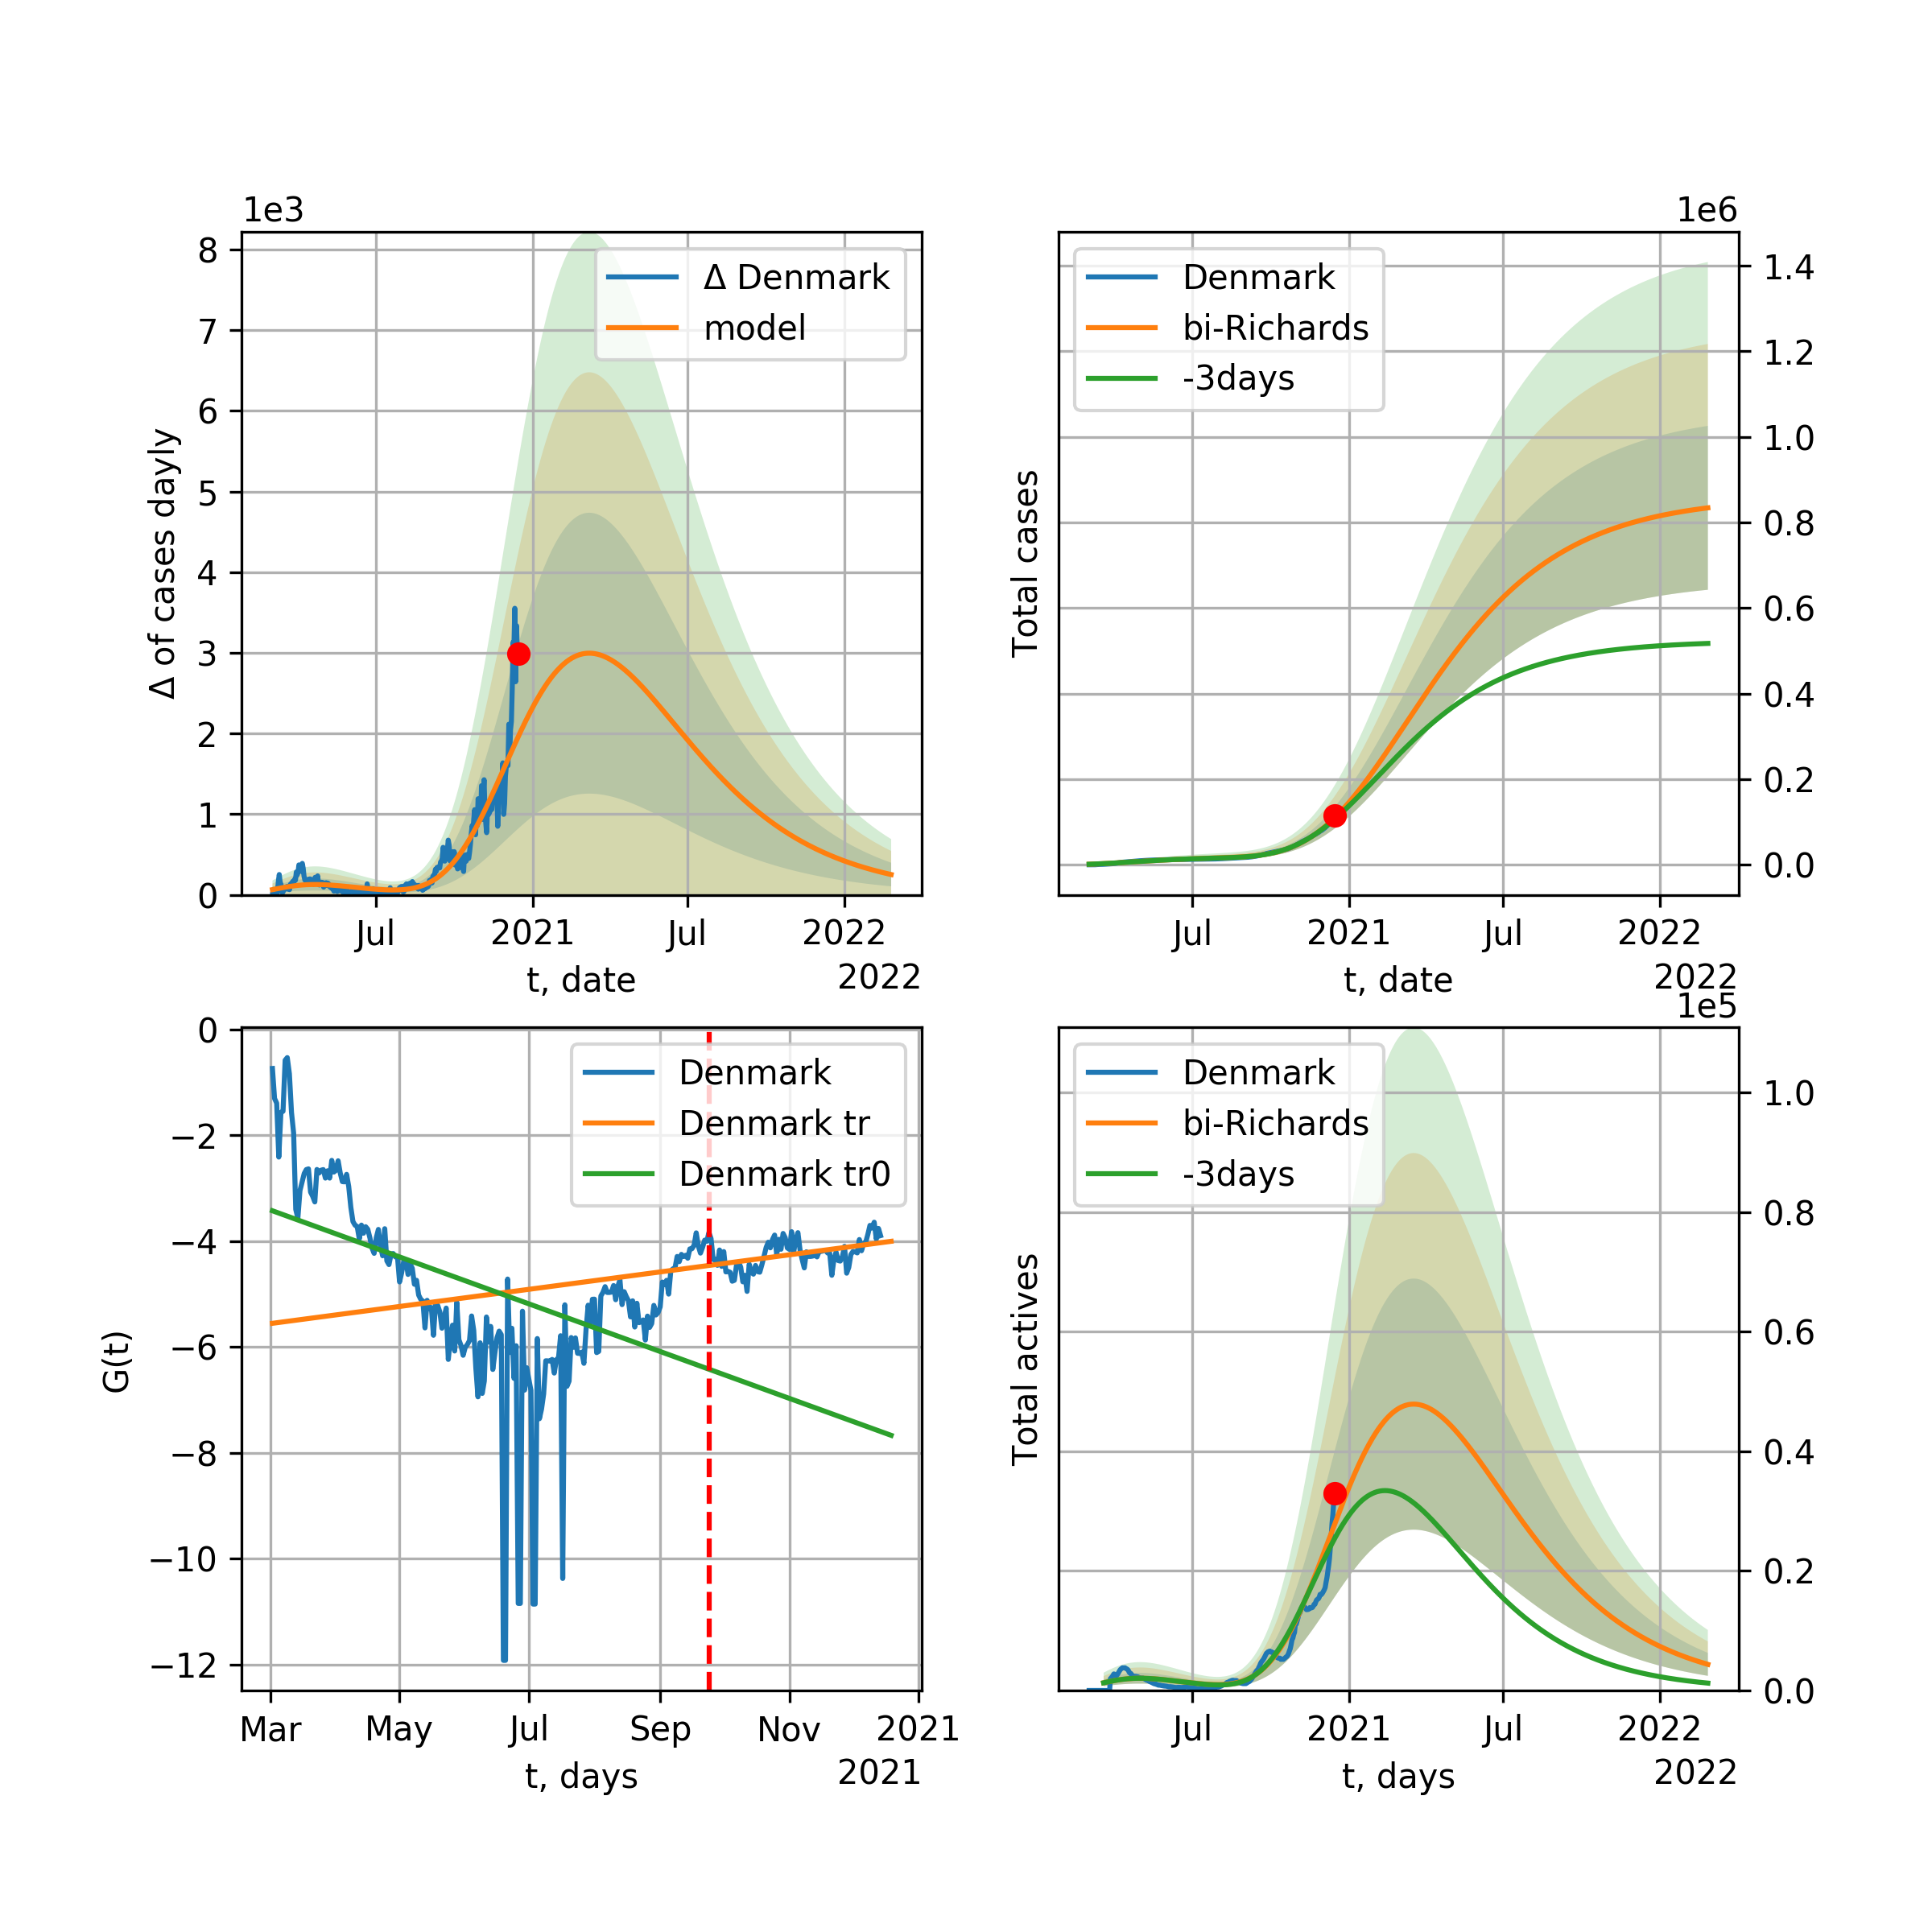 1e3
8
7
6
5
4
3
2
1
0
Δ of cases dayly
Δ Denmark
model
Jul
2021
Jul
2022
t, date
2022
1e6
1.4
1.2
1.0
0.8
0.6
0.4
0.2
0.0
Total cases
Denmark
bi-Richards
-3days
Jul
2021
Jul
2022
t, date
2022
0
−2
−4
−6
−8
−10
−12
G(t)
Denmark
Denmark tr
Denmark tr0
Mar
May
Jul
Sep
Nov
2021
t, days
2021
1e5
1.0
0.8
0.6
0.4
0.2
0.0
Total actives
Denmark
bi-Richards
-3days
Jul
2021
Jul
2022
t, days
2022